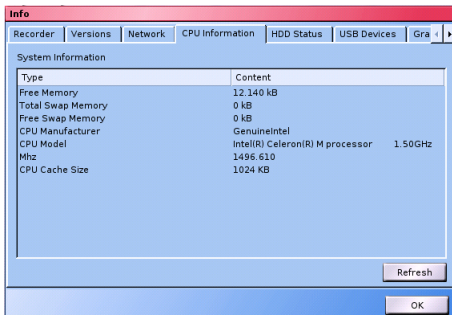 Info
Recorder Versions Network CPU Information HDD Status USB Devices Gra
System Information
Type Content
Free Memory 12.140 kB
Total Swap Memory 0 kB
Free Swap Memory 0 kB
CPU Manufacturer GenuineIntel
CPU Model Intel(R) Celeron(R) M processor 1.50GHz
Mhz 1496.610
CPU Cache Size 1024 KB
Refresh
OK